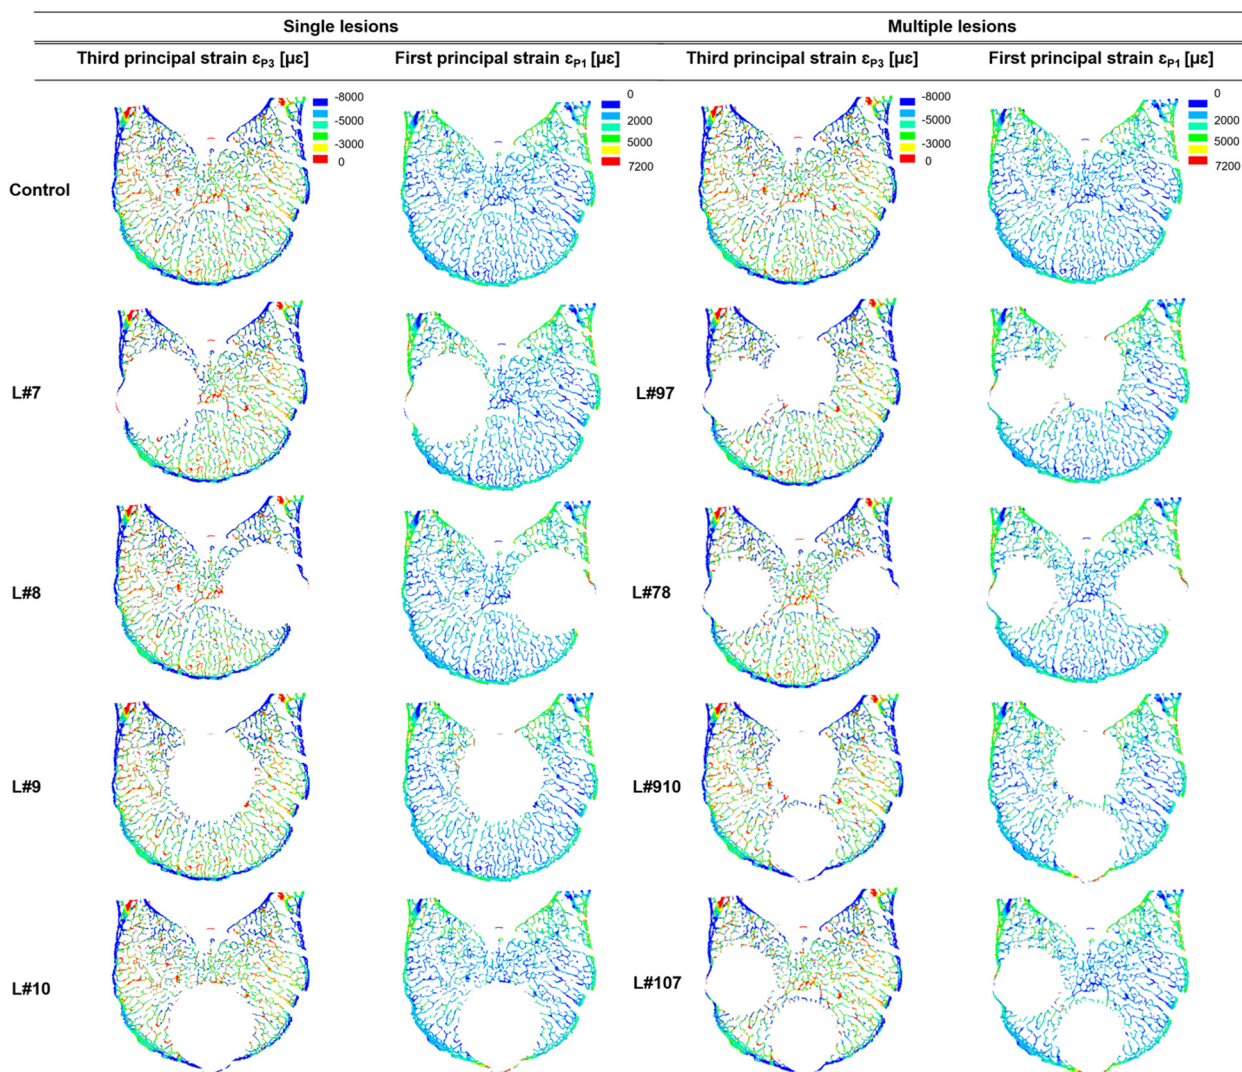 Single lesions Multiple lesions
Third principal strain εP3 [με] First principal strain εP1 [με] Third principal strain εP3 [με] First principal strain εP1 [με]
-8000 0 -8000 0
-5000 2000 -5000 2000
-3000 5000 -3000 5000
0 7200 0 7200
Control
L#7 L#97
L#8 L#78
L#9 L#910
L#10 L#107